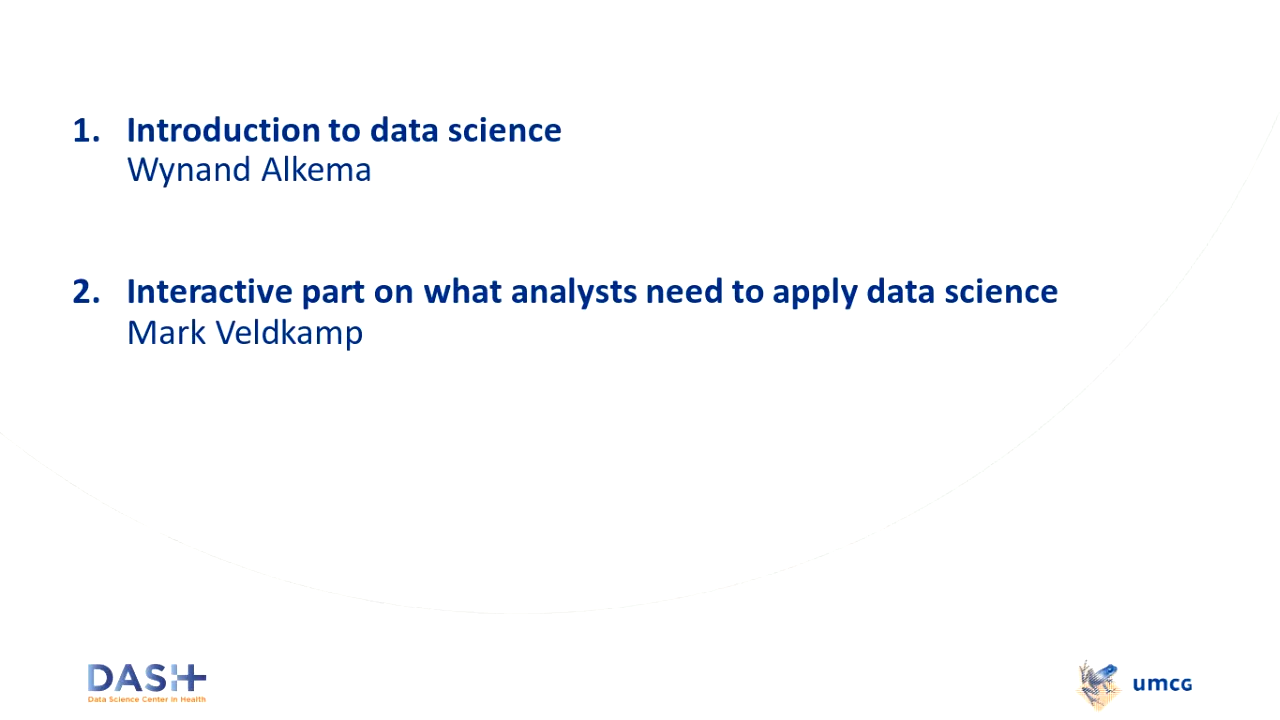 1. Introduction to data science
Wynand Alkema
2. Interactive part on what analysts need to apply data science
Mark Veldkamp
DASH
Data Science Center in Health
umcg